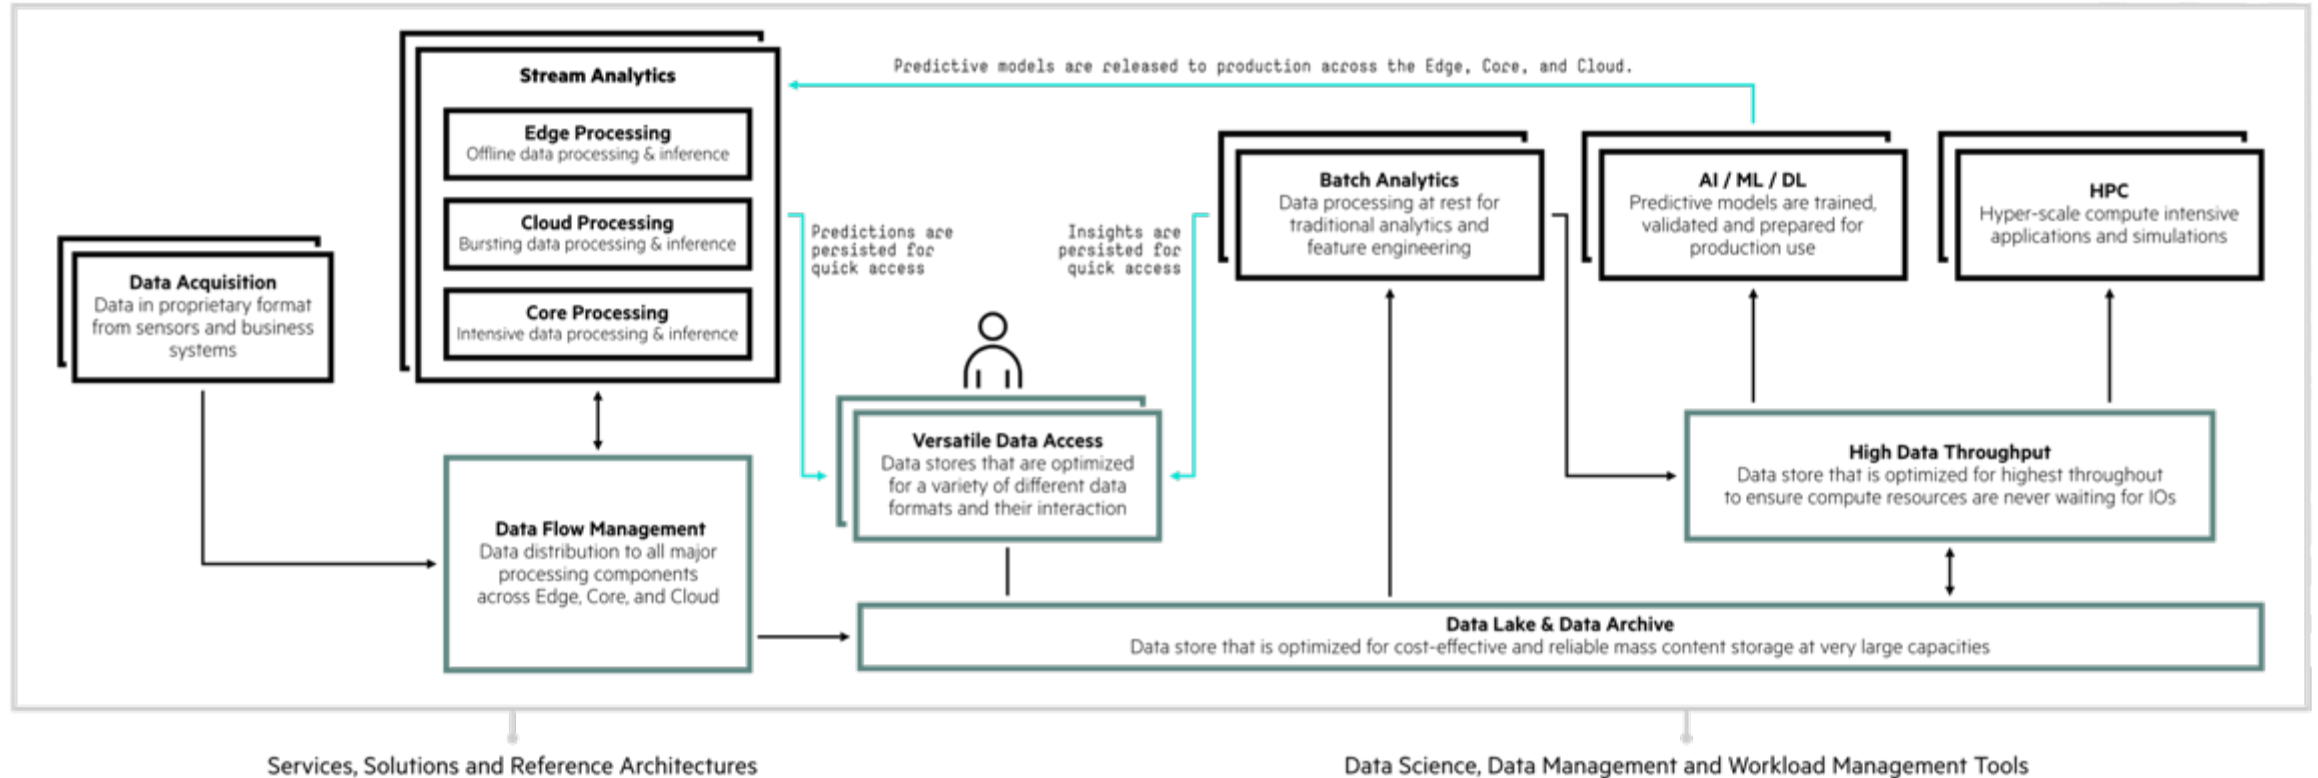 Predictive models are released to production across the Edge, Core, and Cloud.
Stream Analytics
Edge Processing
Offline data processing & inference
Cloud Processing
Bursting data processing & inference
Core Processing
Intensive data processing & inference
Data Acquisition
Data in proprietary format
from sensors and business
systems
Predictions are
persisted for
quick access
Insights are
persisted for
quick access
Batch Analytics
Data processing at rest for
traditional analytics and
feature engineering
AI / ML / DL
Predictive models are trained,
validated and prepared for
production use
HPC
Hyper-scale compute intensive
applications and simulations
Versatile Data Access
Data stores that are optimized
for a variety of different data
formats and their interaction
High Data Throughput
Data store that is optimized for highest throughout
to ensure compute resources are never waiting for IOs
Data Flow Management
Data distribution to all major
processing components
across Edge, Core, and Cloud
Data Lake & Data Archive
Data store that is optimized for cost-effective and reliable mass content storage at very large capacities
Services, Solutions and Reference Architectures
Data Science, Data Management and Workload Management Tools